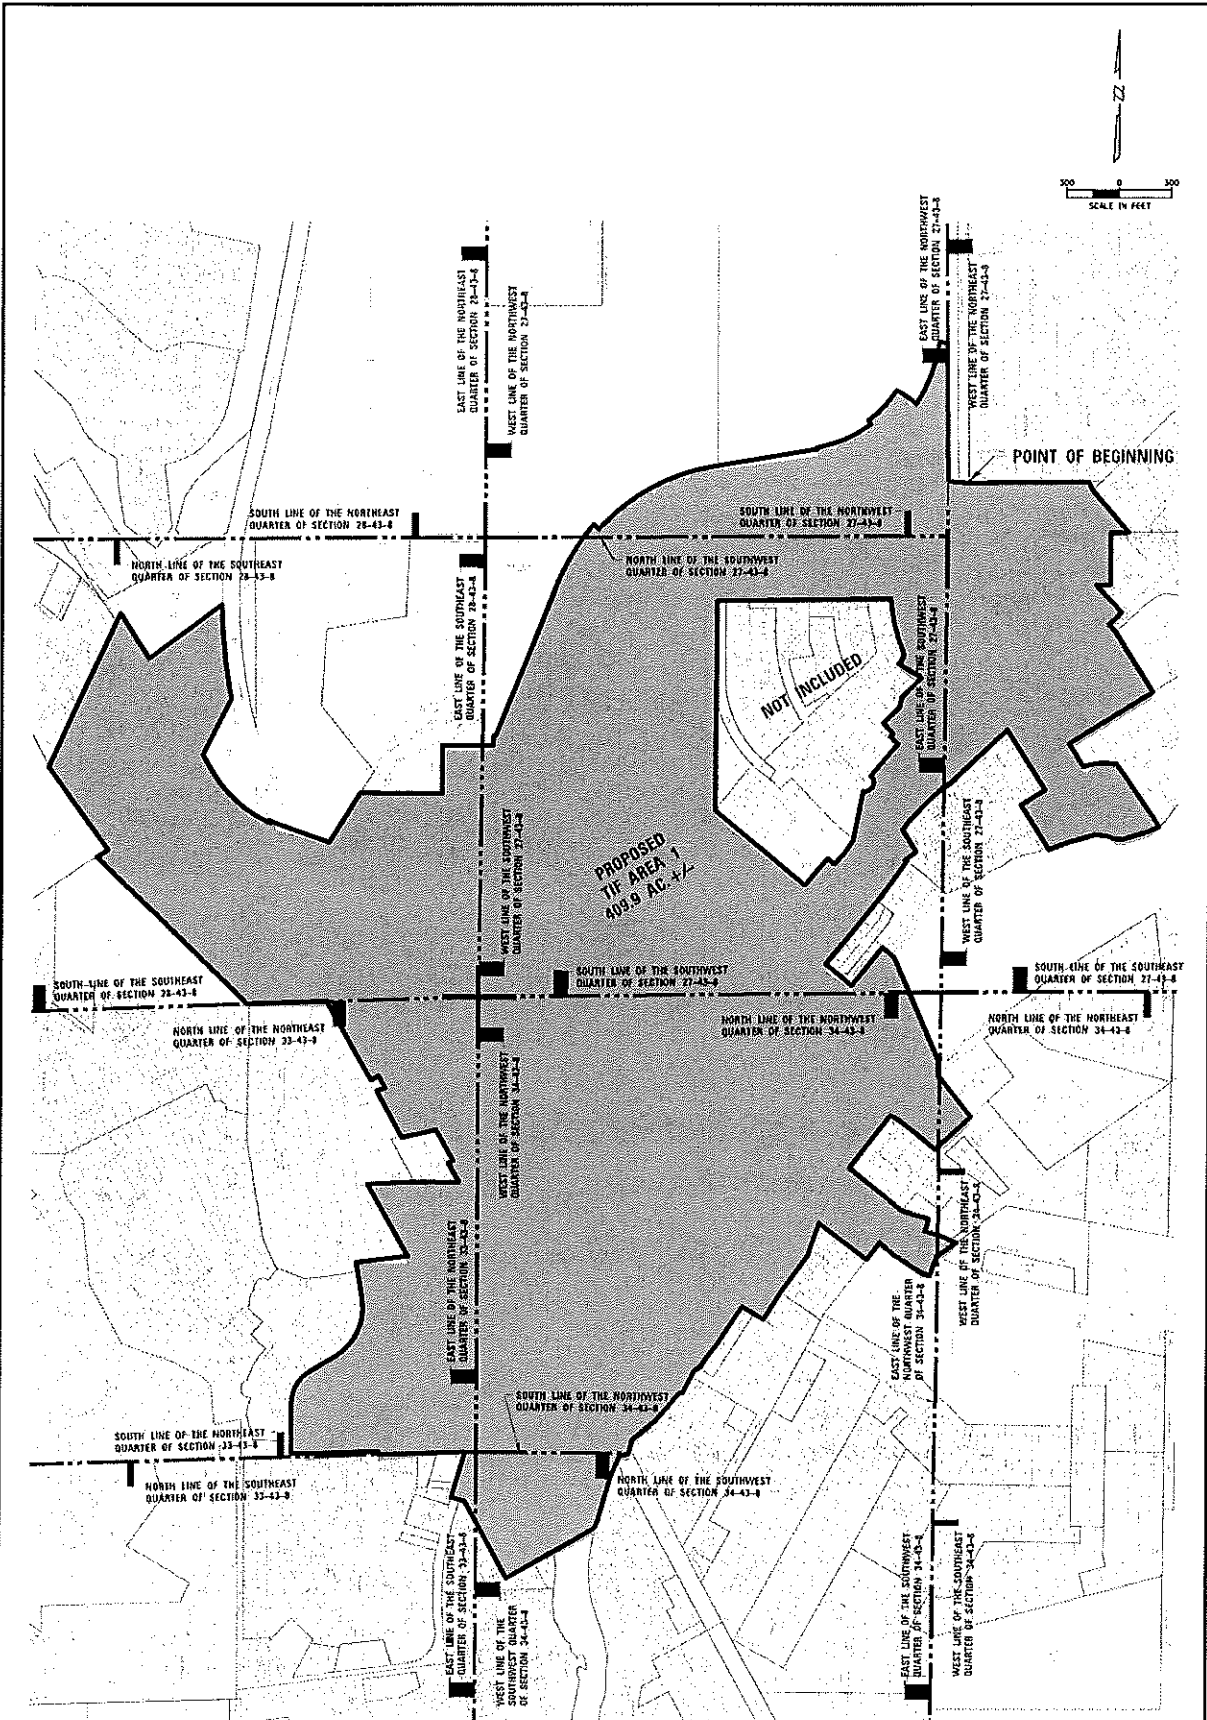 300 0 300
SCALE IN FEET
EAST LINE OF THE NORTHWEST
QUARTER OF SECTION 27-43-8
WEST LINE OF THE NORTHEAST
QUARTER OF SECTION 27-43-8
EAST LINE OF THE NORTHEAST
QUARTER OF SECTION 28-43-8
WEST LINE OF THE NORTHWEST
QUARTER OF SECTION 27-43-8
POINT OF BEGINNING
SOUTH LINE OF THE NORTHEAST
QUARTER OF SECTION 28-43-8
SOUTH LINE OF THE NORTHWEST
QUARTER OF SECTION 27-43-8
NORTH LINE OF THE SOUTHEAST
QUARTER OF SECTION 28-43-8
NORTH LINE OF THE SOUTHWEST
QUARTER OF SECTION 27-43-8
EAST LINE OF THE SOUTHEAST
QUARTER OF SECTION 28-43-8
EAST LINE OF THE SOUTHWEST
QUARTER OF SECTION 27-43-8
NOT INCLUDED
WEST LINE OF THE SOUTHWEST
QUARTER OF SECTION 27-43-8
PROPOSED
TIF AREA 1
409.9 AC.+/-
WEST LINE OF THE SOUTHEAST
QUARTER OF SECTION 27-43-8
SOUTH LINE OF THE SOUTHEAST
QUARTER OF SECTION 28-43-8
SOUTH LINE OF THE SOUTHWEST
QUARTER OF SECTION 27-43-8
SOUTH LINE OF THE SOUTHEAST
QUARTER OF SECTION 27-43-8
NORTH LINE OF THE NORTHEAST
QUARTER OF SECTION 33-43-8
NORTH LINE OF THE NORTHWEST
QUARTER OF SECTION 34-43-8
NORTH LINE OF THE NORTHEAST
QUARTER OF SECTION 34-43-8
WEST LINE OF THE NORTHWEST
QUARTER OF SECTION 34-43-8
WEST LINE OF THE NORTHEAST
QUARTER OF SECTION 34-43-8
EAST LINE OF THE NORTHEAST
QUARTER OF SECTION 33-43-8
EAST LINE OF THE
NORTHWEST QUARTER
OF SECTION 34-43-8
SOUTH LINE OF THE NORTHWEST
QUARTER OF SECTION 34-43-8
SOUTH LINE OF THE NORTHEAST
QUARTER OF SECTION 33-43-8
NORTH LINE OF THE SOUTHEAST
QUARTER OF SECTION 33-43-8
NORTH LINE OF THE SOUTHWEST
QUARTER OF SECTION 34-43-8
EAST LINE OF THE SOUTHEAST
QUARTER OF SECTION 33-43-8
WEST LINE OF THE
SOUTHWEST QUARTER
OF SECTION 34-43-8
EAST LINE OF THE SOUTHWEST
QUARTER OF SECTION 34-43-8
WEST LINE OF THE SOUTHEAST
QUARTER OF SECTION 34-43-8